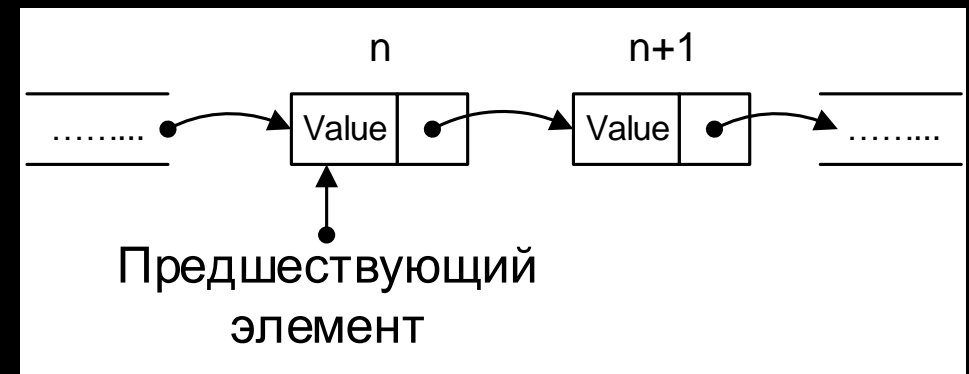 n n+1
…….... Value Value ……....
Предшествующий
элемент